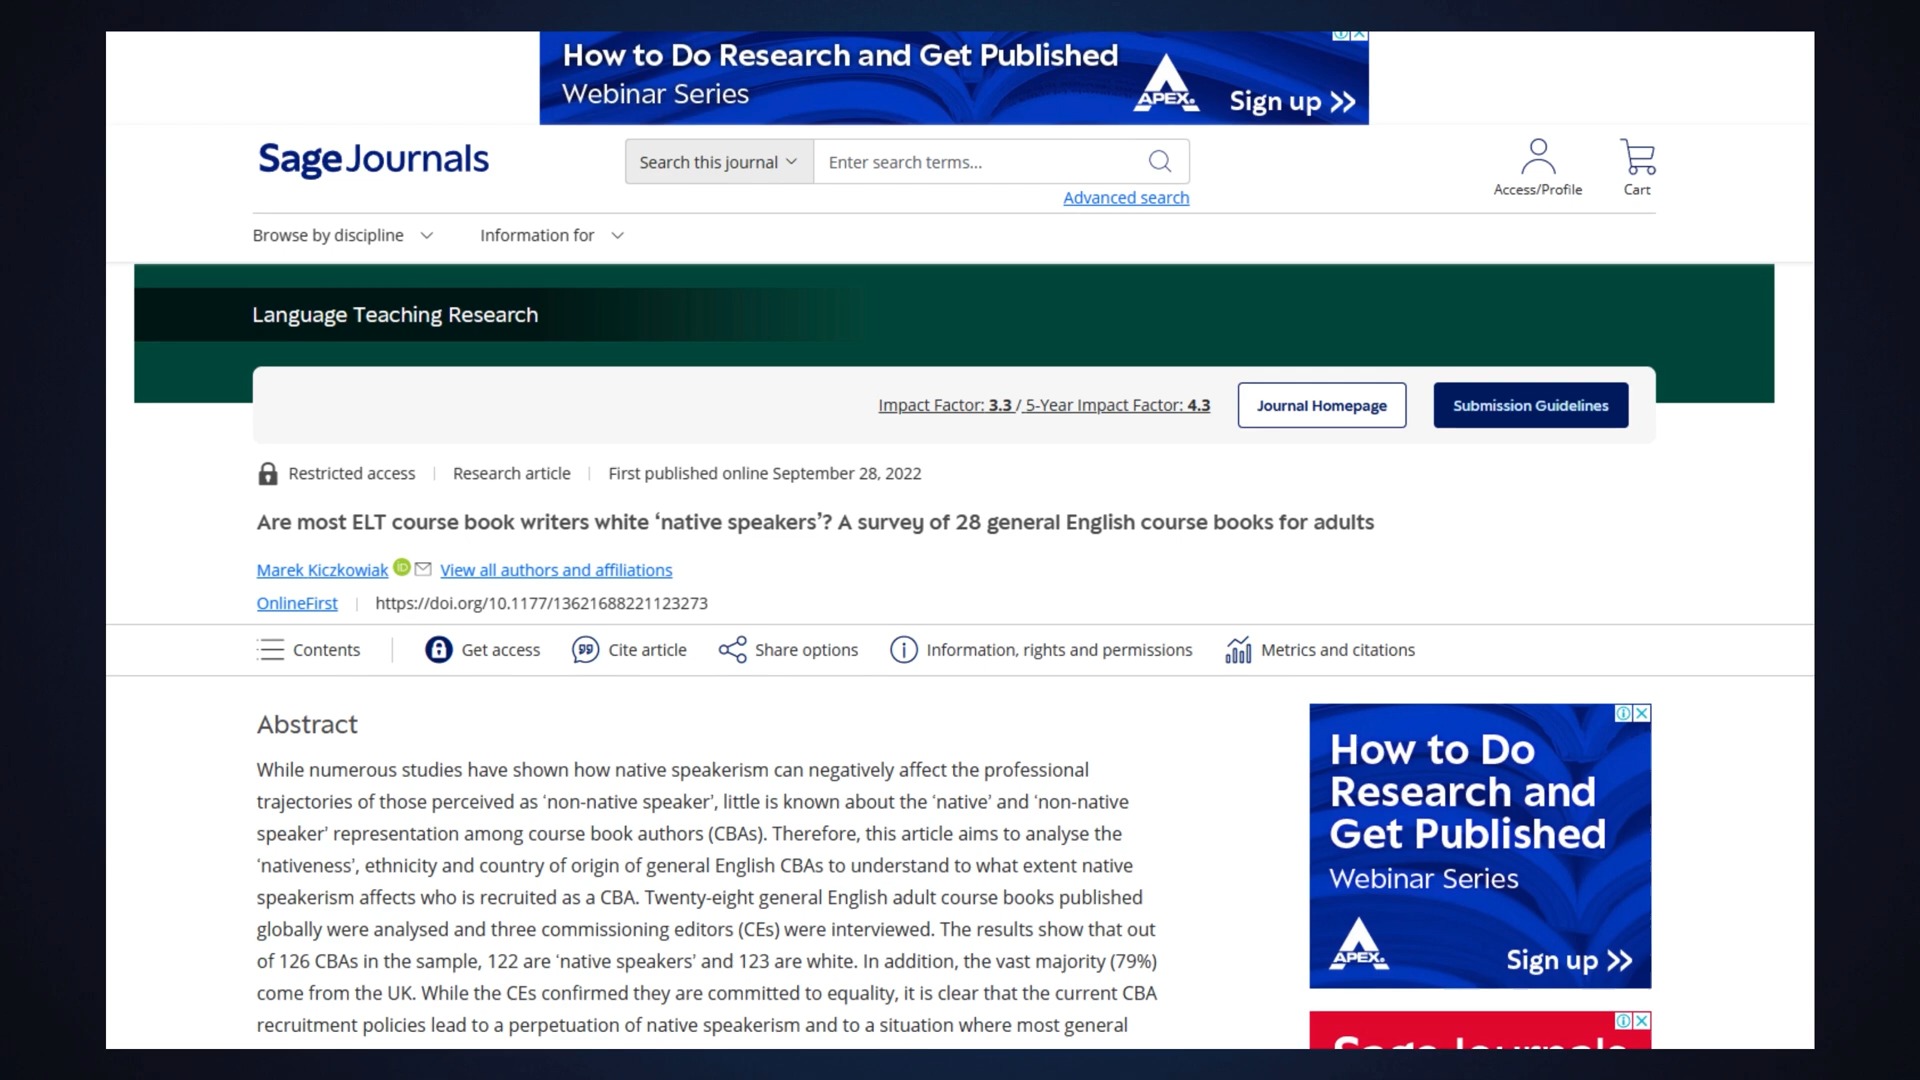 How to Do Research and Get Published
Webinar Series
APEX.
Sign up >>
Sage Journals
Search this journal
Enter search terms...
Advanced search
Access/Profile
Cart
Browse by discipline
Information for
Language Teaching Research
Impact Factor: 3.3 / 5-Year Impact Factor: 4.3
Journal Homepage
Submission Guidelines
Restricted access
Research article
First published online September 28, 2022
Are most ELT course book writers white ‘native speakers’? A survey of 28 general English course books for adults
Marek Kiczkowiak iD View all authors and affiliations
OnlineFirst
https://doi.org/10.1177/13621688221123273
Contents
Get access
Cite article
Share options
Information, rights and permissions
Metrics and citations
Abstract
While numerous studies have shown how native speakerism can negatively affect the professional
trajectories of those perceived as ‘non-native speaker’, little is known about the ‘native’ and ‘non-native
speaker’ representation among course book authors (CBAs). Therefore, this article aims to analyse the
‘nativeness’, ethnicity and country of origin of general English CBAs to understand to what extent native
speakerism affects who is recruited as a CBA. Twenty-eight general English adult course books published
globally were analysed and three commissioning editors (CEs) were interviewed. The results show that out
of 126 CBAs in the sample, 122 are ‘native speakers’ and 123 are white. In addition, the vast majority (79%)
come from the UK. While the CEs confirmed they are committed to equality, it is clear that the current CBA
recruitment policies lead to a perpetuation of native speakerism and to a situation where most general
How to Do
Research and
Get Published
Webinar Series
APEX.
Sign up >>
Sage Journals